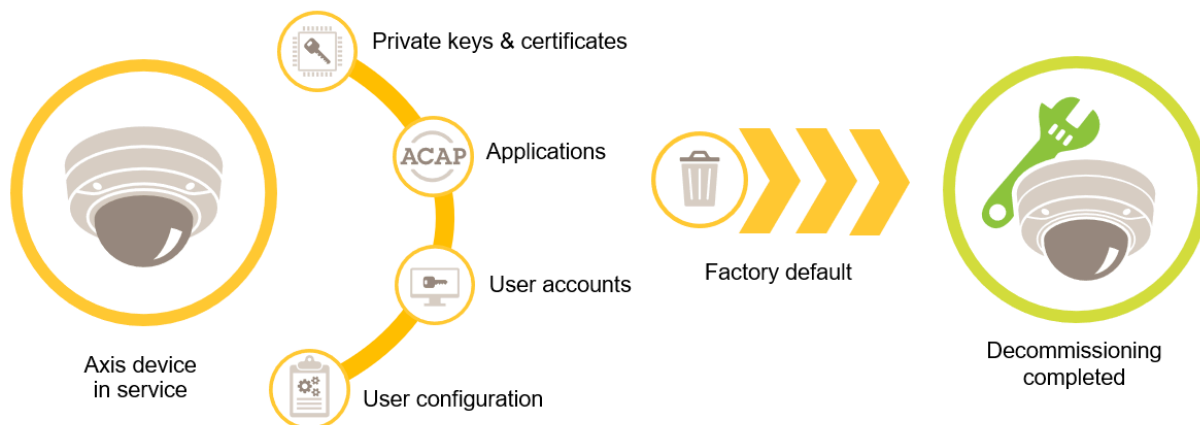 Private keys & certificates
ACAP
Applications
User accounts
User configuration
Axis device
in service
Factory default
Decommissioning
completed